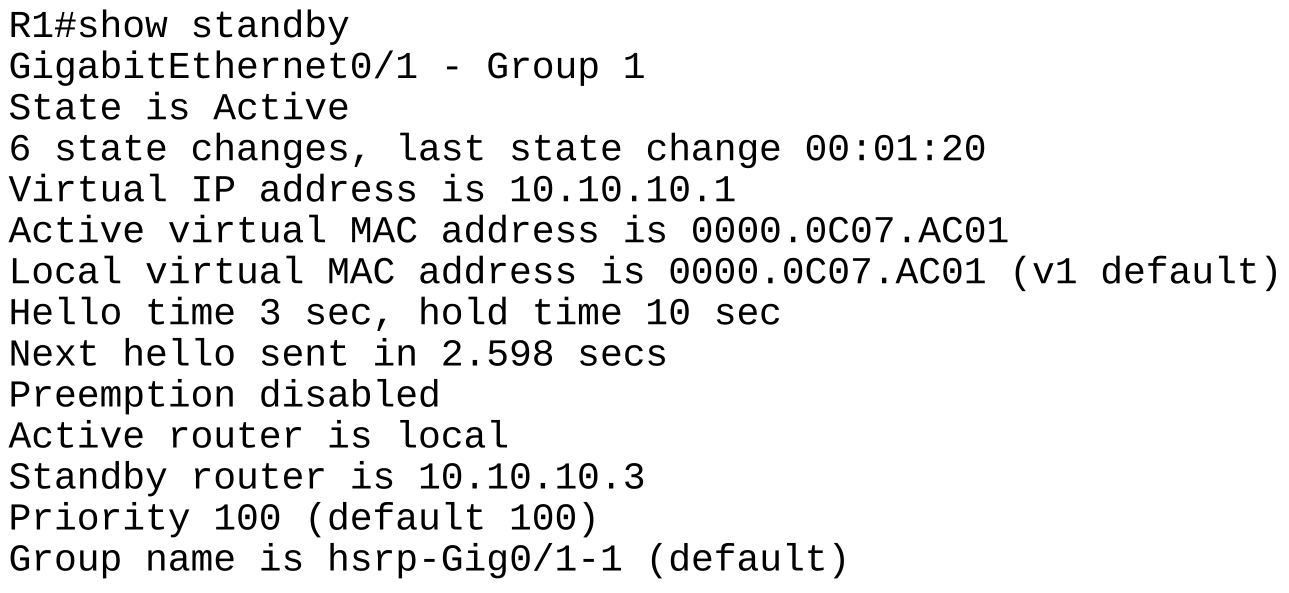 R1#show standby
GigabitEthernet0/1 - Group 1
State is Active
6 state changes, last state change 00:01:20
Virtual IP address is 10.10.10.1
Active virtual MAC address is 0000.0C07.AC01
Local virtual MAC address is 0000.0C07.AC01 (v1 default)
Hello time 3 sec, hold time 10 sec
Next hello sent in 2.598 secs
Preemption disabled
Active router is local
Standby router is 10.10.10.3
Priority 100 (default 100)
Group name is hsrp-Gig0/1-1 (default)